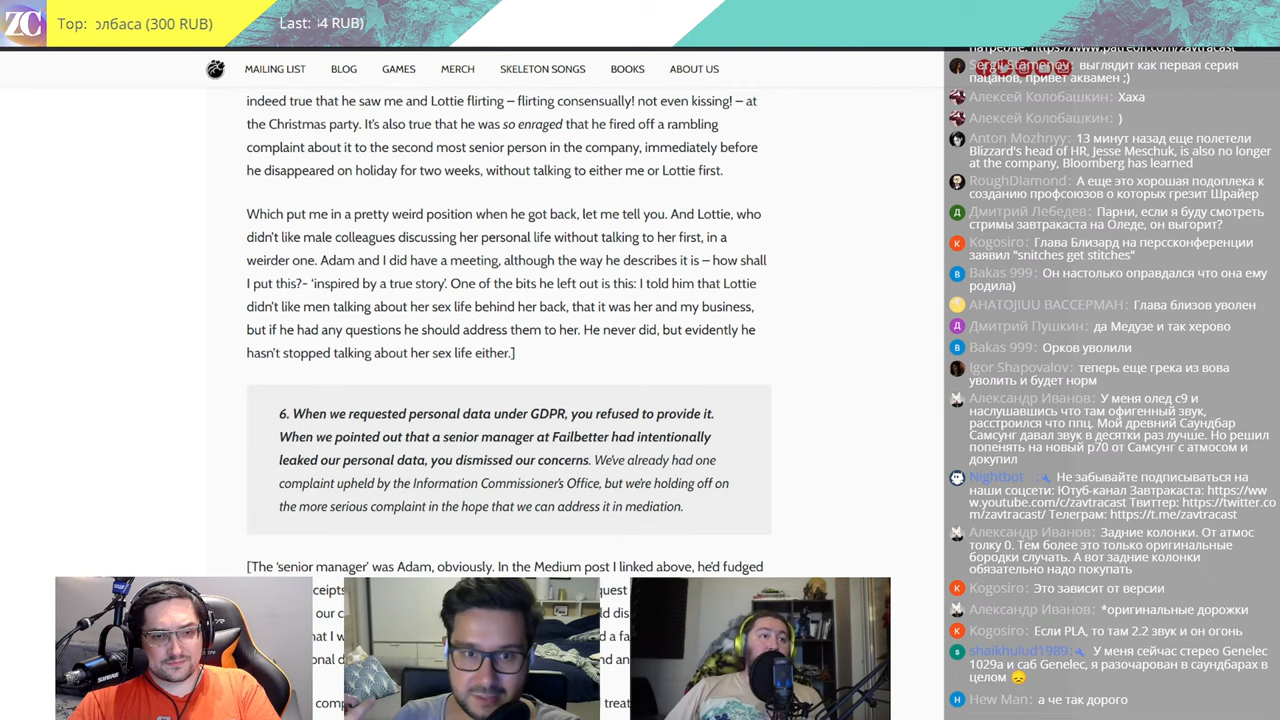 ZC
Top: олбаса (300 RUB)
Last: 4 RUB)
MAILING LIST
BLOG
GAMES
MERCH
SKELETON SONGS
BOOKS
ABOUT US
indeed true that he saw me and Lottie flirting – flirting consensually! not even kissing! – at
the Christmas party. It's also true that he was so enraged that he fired off a rambling
complaint about it to the second most senior person in the company, immediately before
he disappeared on holiday for two weeks, without talking to either me or Lottie first.
Which put me in a pretty weird position when he got back, let me tell you. And Lottie, who
didn't like male colleagues discussing her personal life without talking to her first, in a
weirder one. Adam and I did have a meeting, although the way he describes it is – how shall
I put this?- 'inspired by a true story'. One of the bits he left out is this: I told him that Lottie
didn't like men talking about her sex life behind her back, that it was her and my business,
but if he had any questions he should address them to her. He never did, but evidently he
hasn't stopped talking about her sex life either.]
6. When we requested personal data under GDPR, you refused to provide it.
When we pointed out that a senior manager at Failbetter had intentionally
leaked our personal data, you dismissed our concerns. We've already had one
complaint upheld by the Information Commissioner's Office, but we're holding off on
the more serious complaint in the hope that we can address it in mediation.
[The 'senior manager' was Adam, obviously. In the Medium post I linked above, he'd fudged
патреоне: https://www.patreon.com/zavtracast
Sergii Stamenov: выглядит как первая серия
пацанов, привет аквамен ;)
Алексей Колобашкин: Хаха
Алексей Колобашкин: )
Anton Mozhnyy: 13 минут назад еще полетели
Blizzard's head of HR, Jesse Meschuk, is also no longer
at the company, Bloomberg has learned
RoughDIamond: А еще это хорошая подоплека к
созданию профсоюзов о которых грезит Шрайер
Дмитрий Лебедев: Парни, если я буду смотреть
стримы завтракаста на Оледе, он выгорит?
Kogosiro: Глава Близард на перссконференции
заявил "snitches get stitches"
Bakas 999: Он настолько оправдался что она ему
родила)
AHATOJIUU BACCEPMAH: Глава близов уволен
Дмитрий Пушкин: да Медузе и так херово
Bakas 999: Орков уволили
Igor Shapovalov: теперь еще грека из вова
уволить и будет норм
Александр Иванов: У меня олед с9 и
наслушавшись что там офигенный звук,
расстроился что ппц. Мой древний Саундбар
Самсунг давал звук в десятки раз лучше. Но решил
попенять на новый р70 от Самсунг с атмосом и
докупил
Nightbot: Не забывайте подписываться на
наши соцсети: Ютуб-канал Завтракаста: https://ww
w.youtube.com/c/zavtracast Твиттер: https://twitter.co
m/zavtracast/ Телеграм: https://t.me/zavtracast
Александр Иванов: Задние колонки. От атмос
толку 0. Тем более это только оригинальные
бородки случать. А вот задние колонки
обязательно надо покупать
Kogosiro: Это зависит от версии
Александр Иванов: *оригинальные дорожки
Kogosiro: Если PLA, то там 2.2 звук и он огонь
shaikhulud1989: У меня сейчас стерео Genelec
1029а и саб Genelec, я разочарован в саундбарах в
целом
Hew Man: а че так дорого